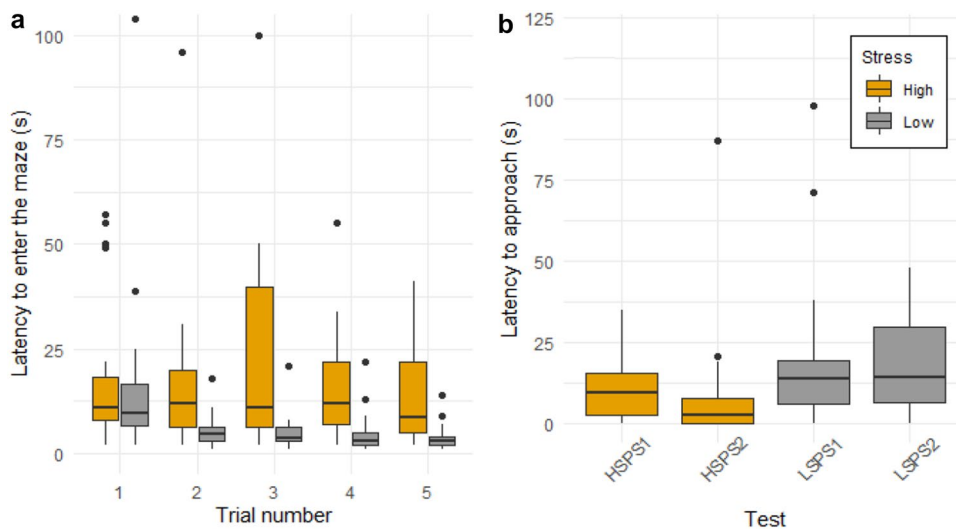 a
Latency to enter the maze (s)
100
75
50
25
0
1 2 3 4 5
Trial number
b
Latency to approach (s)
125
100
75
50
25
0
Stress
High
Low
HSPS1 HSPS2 LSPS1 LSPS2
Test